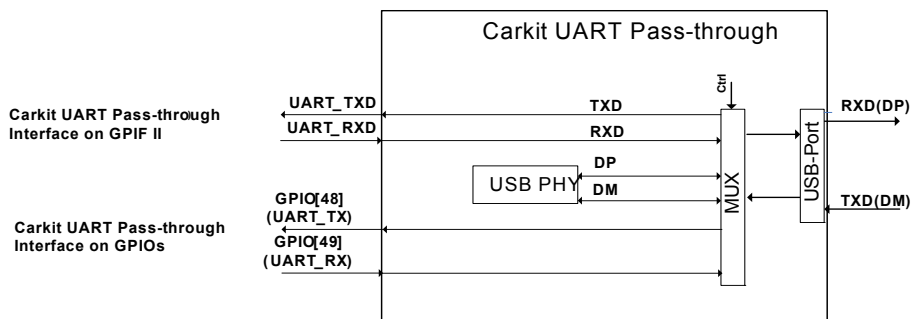 Carkit UART Pass-through
Ctrl
UART_TXD
TXD
RXD(DP)
Carkit UART Pass-through
Interface on GPIF II
UART_RXD
RXD
MUX
USB-Port
DP
USB PHY
DM
TXD(DM)
GPIO[48]
(UART_TX)
Carkit UART Pass-through
Interface on GPIOs
GPIO[49]
(UART_RX)